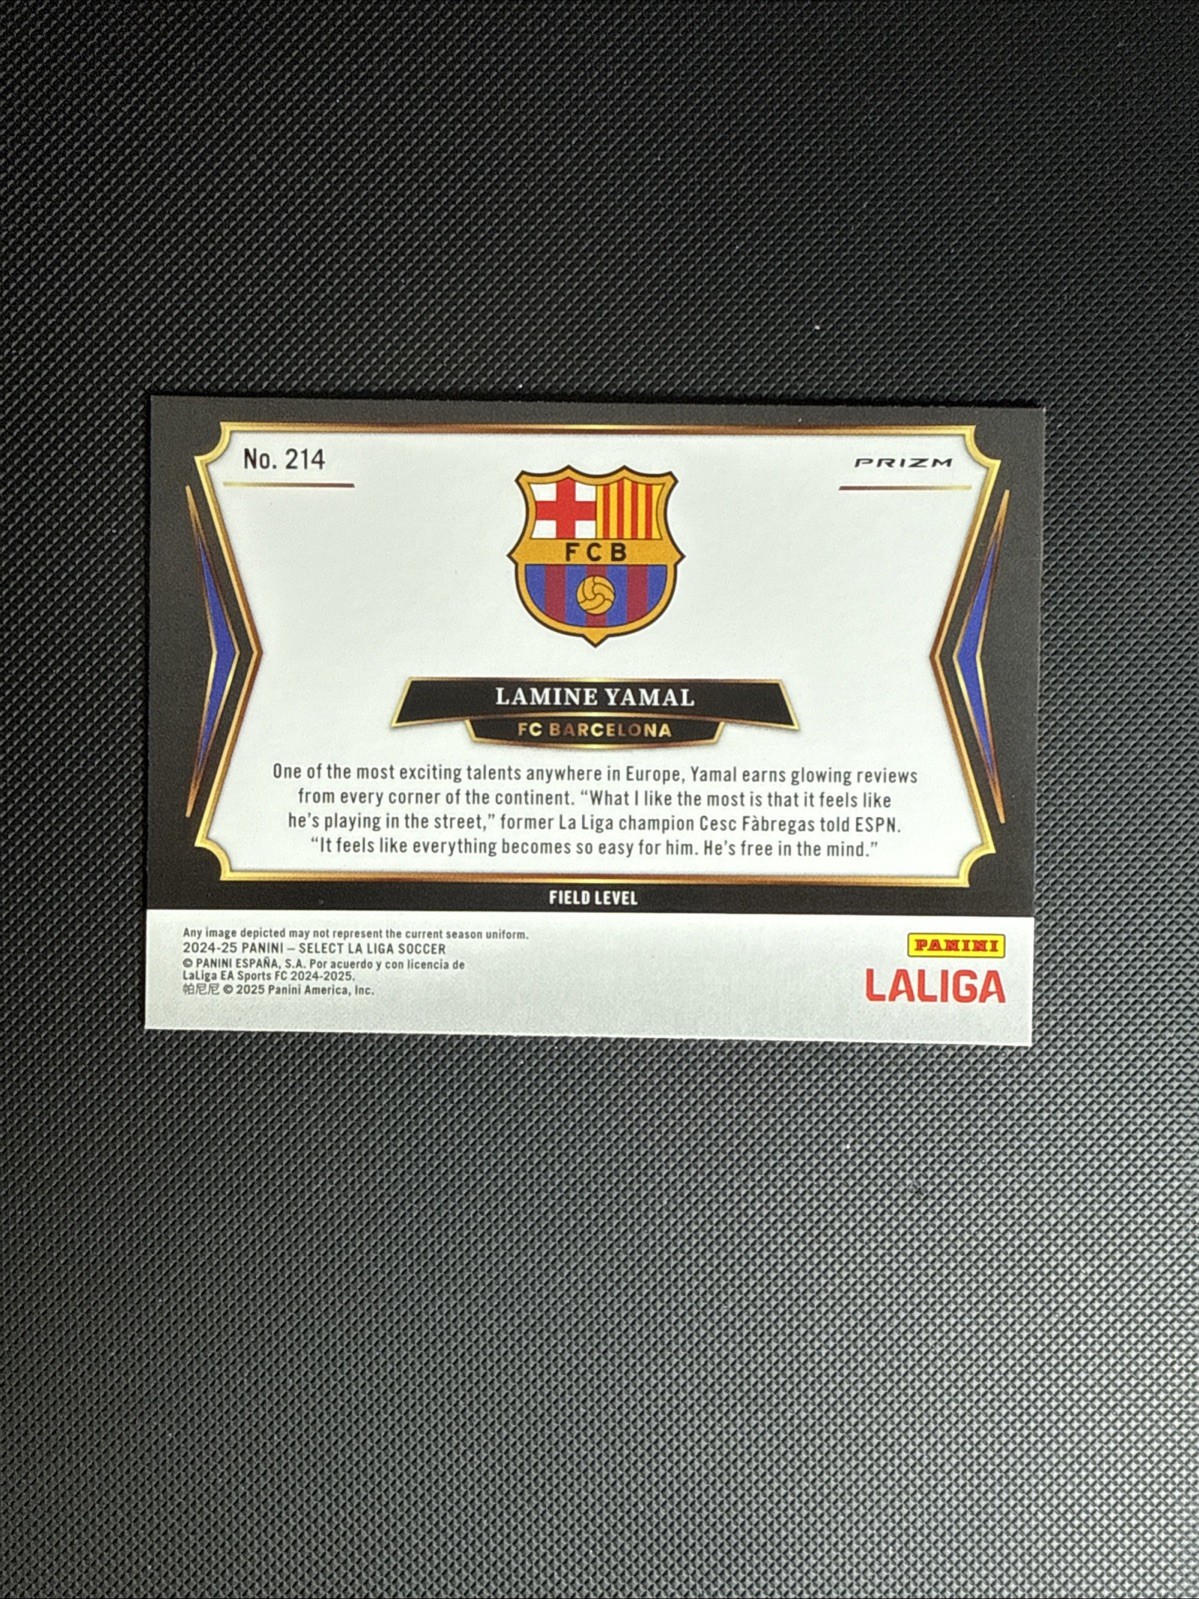 No. 214
PRIZM
FCB
LAMINE YAMAL
FC BARCELONA
One of the most exciting talents anywhere in Europe, Yamal earns glowing reviews
from every corner of the continent. “What I like the most is that it feels like
he’s playing in the street,” former La Liga champion Cesc Fàbregas told ESPN.
“It feels like everything becomes so easy for him. He’s free in the mind.”
FIELD LEVEL
Any image depicted may not represent the current season uniform.
2024-25 PANINI – SELECT LA LIGA SOCCER
© PANINI ESPAÑA, S.A. Por acuerdo y con licencia de
LaLiga EA Sports FC 2024-2025.
帕尼尼 © 2025 Panini America, Inc.
PANINI
LALIGA